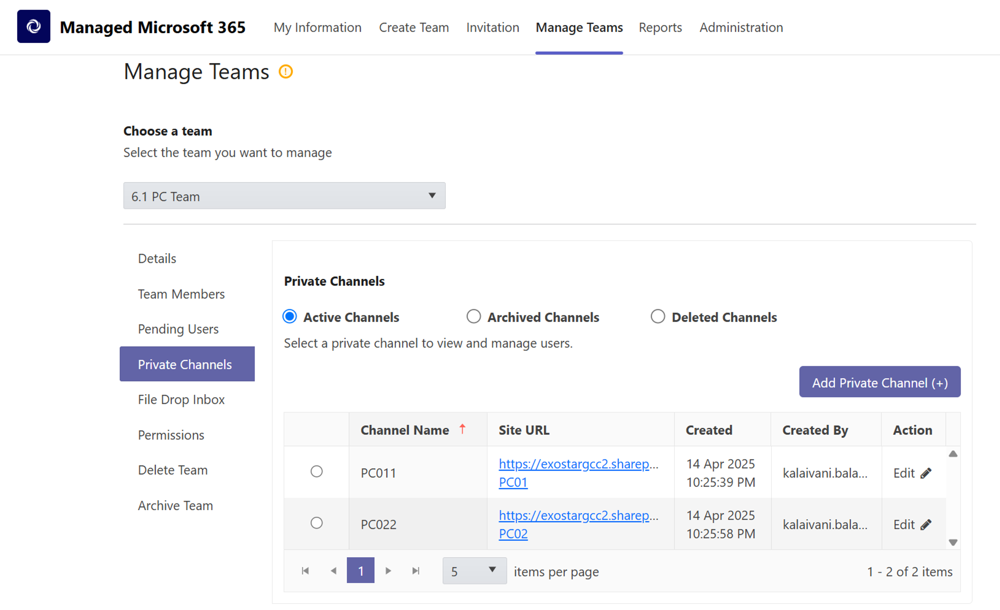 Managed Microsoft 365 My Information Create Team Invitation Manage Teams Reports Administration
Manage Teams
Choose a team
Select the team you want to manage
6.1 PC Team
Details
Team Members
Pending Users
Private Channels
File Drop Inbox
Permissions
Delete Team
Archive Team
Private Channels
Active Channels Archived Channels Deleted Channels
Select a private channel to view and manage users.
Add Private Channel (+)
Channel Name Site URL Created Created By Action
PC011 https://exostargcc2.sharep... PC01 14 Apr 2025 10:25:39 PM kalaivani.bala... Edit
PC022 https://exostargcc2.sharep... PC02 14 Apr 2025 10:25:58 PM kalaivani.bala... Edit
1 5 items per page 1 - 2 of 2 items